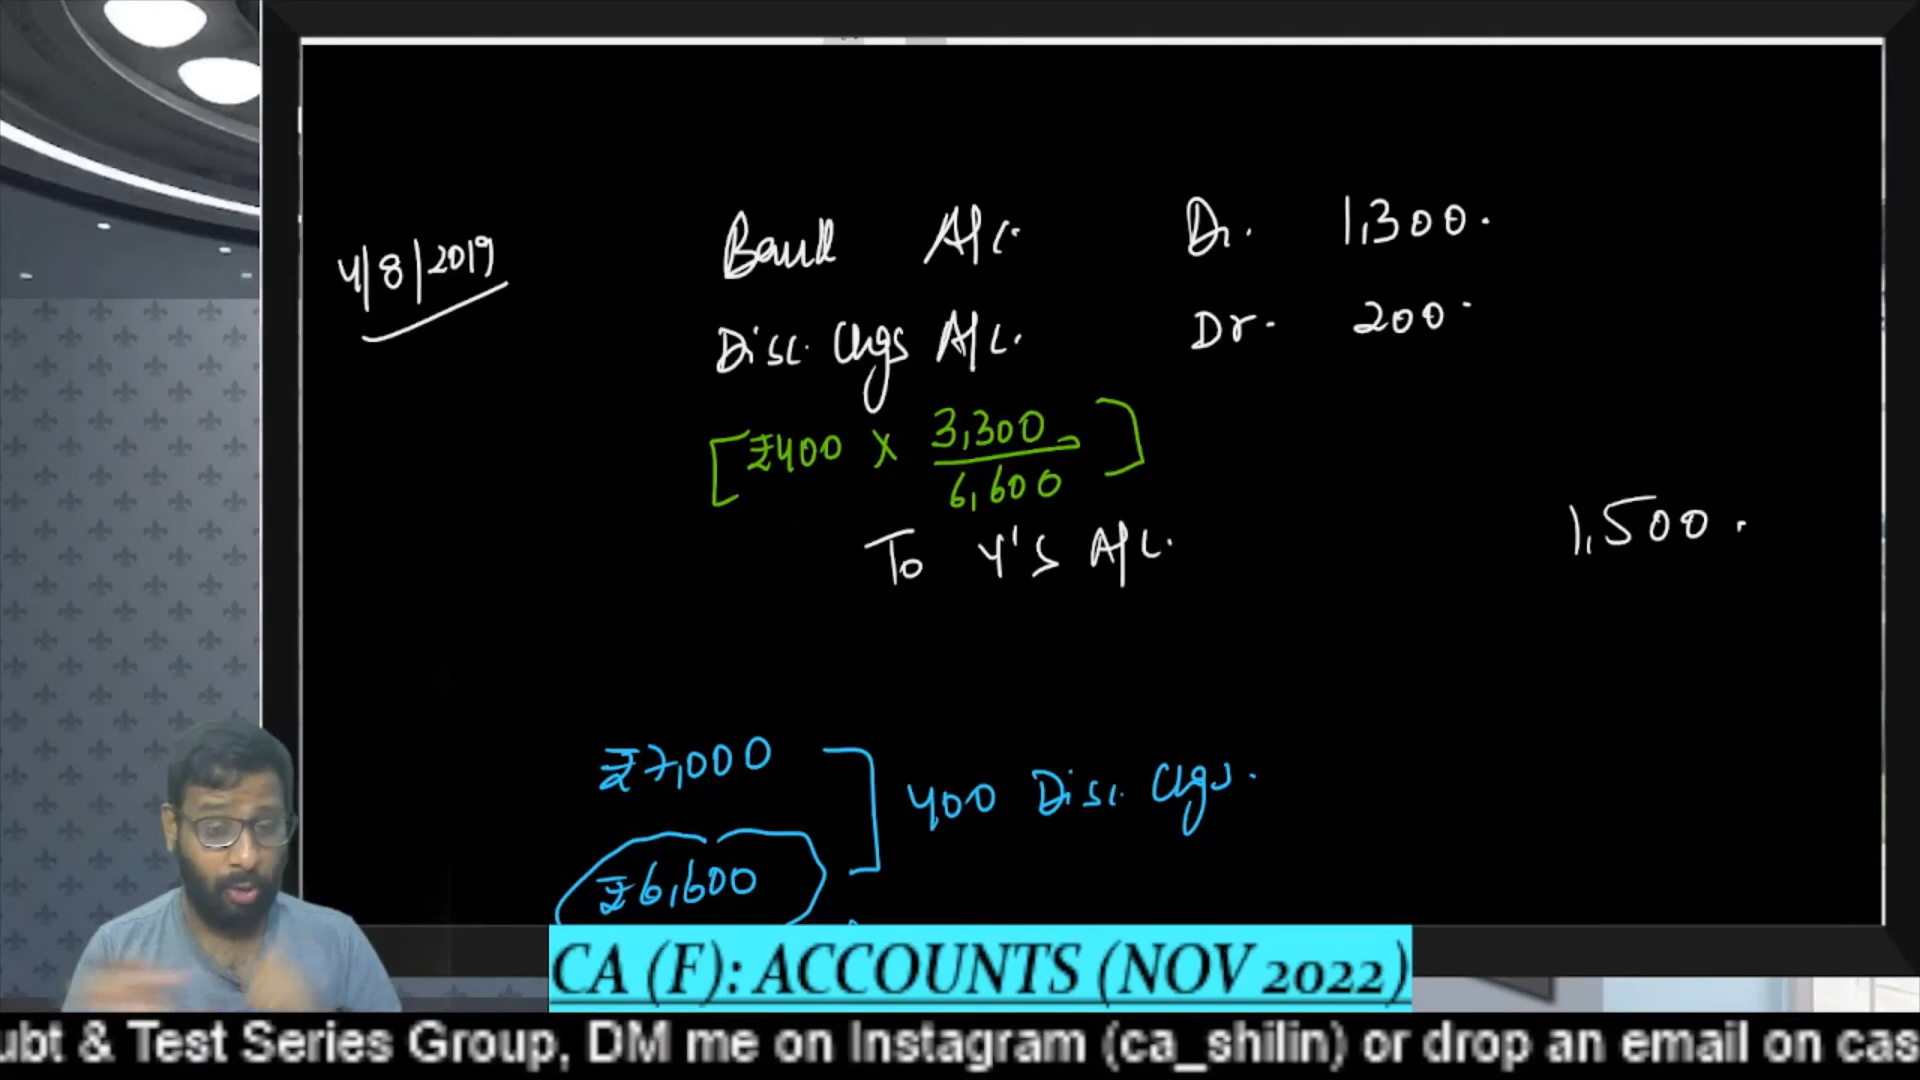 4/8/2019
Bank A/c. Dr. 1,300.
Disc. Chgs A/c. Dr. 200.
[₹400 x 3,300
6,600]
To Y's A/c. 1,500.
₹7,000
400 Disc. Chgs.
₹6,600
CA (F): ACCOUNTS (NOV 2022)
ubt & Test Series Group, DM me on Instagram (ca_shilin) or drop an email on cas